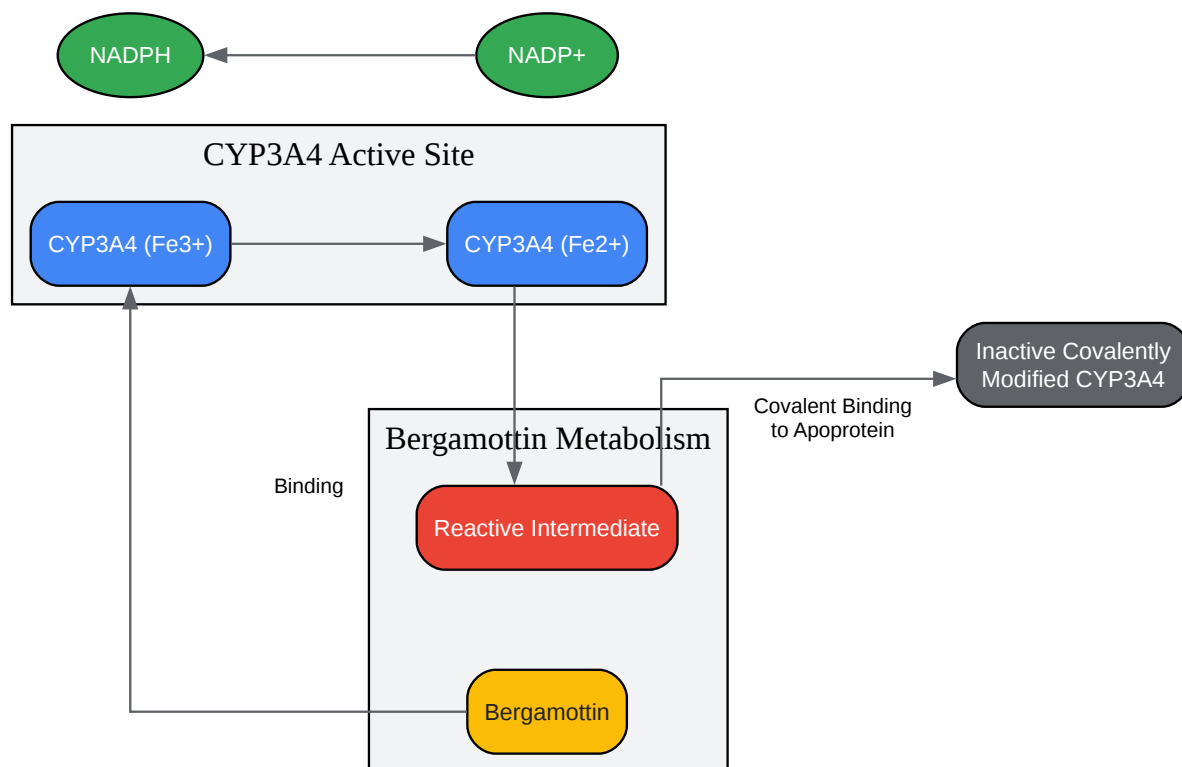 NADPH
NADP+
CYP3A4 Active Site
CYP3A4 (Fe3+)
CYP3A4 (Fe2+)
Inactive Covalently
Modified CYP3A4
Covalent Binding
to Apoprotein
Bergamottin Metabolism
Binding
Reactive Intermediate
Bergamottin